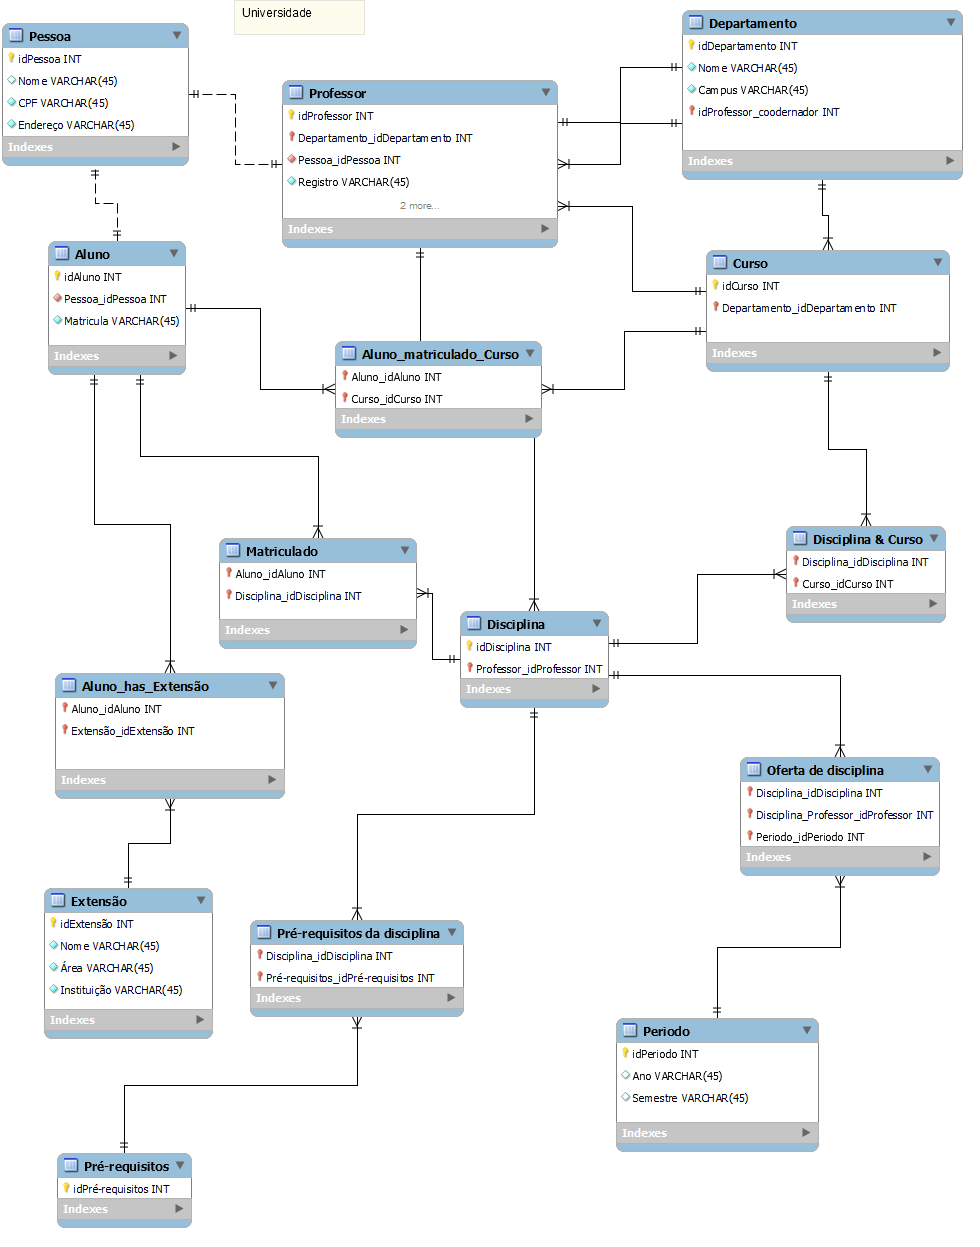 Universidade
Pessoa
idPessoa INT
Nome VARCHAR(45)
CPF VARCHAR(45)
Endereço VARCHAR(45)
Indexes
Professor
idProfessor INT
Departamento_idDepartamento INT
Pessoa_idPessoa INT
Registro VARCHAR(45)
2 more...
Indexes
Departamento
idDepartamento INT
Nome VARCHAR(45)
Campus VARCHAR(45)
idProfessor_coodernador INT
Indexes
Aluno
idAluno INT
Pessoa_idPessoa INT
Matricula VARCHAR(45)
Indexes
Curso
idCurso INT
Departamento_idDepartamento INT
Indexes
Aluno_matriculado_Curso
Aluno_idAluno INT
Curso_idCurso INT
Indexes
Matriculado
Aluno_idAluno INT
Disciplina_idDisciplina INT
Indexes
Disciplina & Curso
Disciplina_idDisciplina INT
Curso_idCurso INT
Indexes
Disciplina
idDisciplina INT
Professor_idProfessor INT
Indexes
Aluno_has_Extensão
Aluno_idAluno INT
Extensão_idExtensão INT
Indexes
Oferta de disciplina
Disciplina_idDisciplina INT
Disciplina_Professor_idProfessor INT
Periodo_idPeriodo INT
Indexes
Extensão
idExtensão INT
Nome VARCHAR(45)
Área VARCHAR(45)
Instituição VARCHAR(45)
Indexes
Pré-requisitos da disciplina
Disciplina_idDisciplina INT
Pré-requisitos_idPré-requisitos INT
Indexes
Periodo
idPeriodo INT
Ano VARCHAR(45)
Semestre VARCHAR(45)
Indexes
Pré-requisitos
idPré-requisitos INT
Indexes